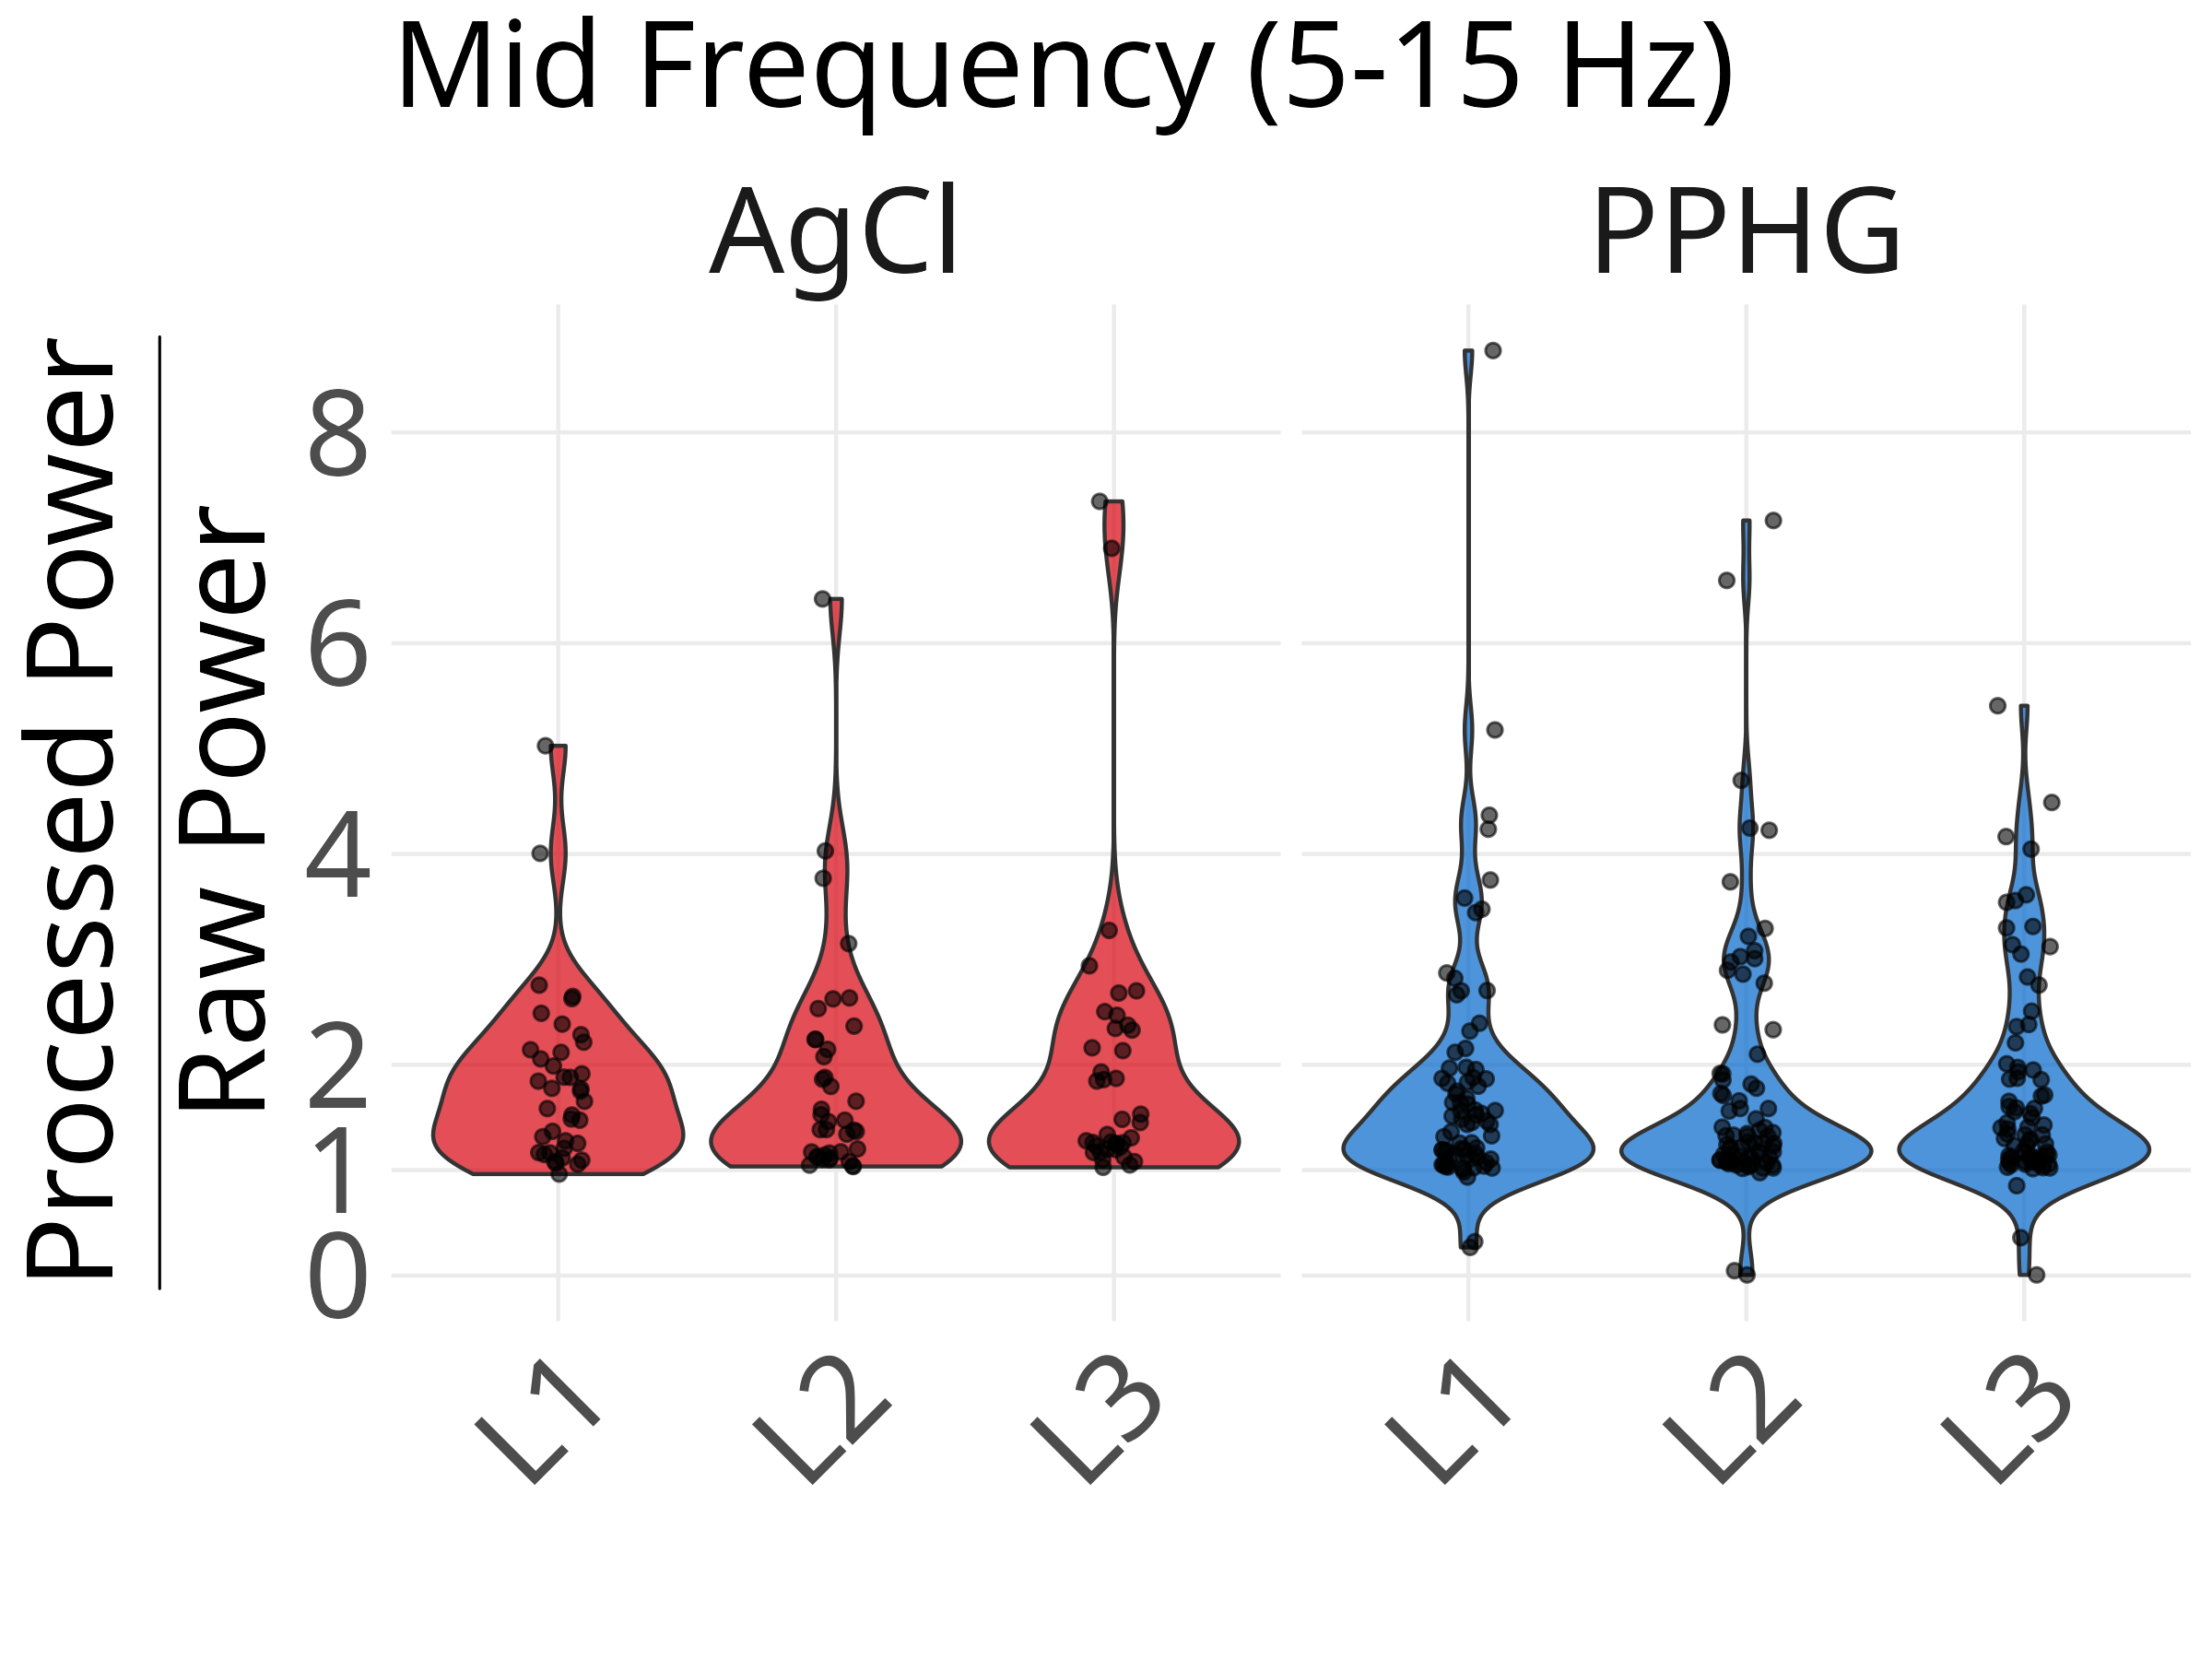 Mid Frequency (5-15 Hz)
AgCl
PPHG
Processed Power
Raw Power
8
6
4
2
1
0
L1
L2
L3
L1
L2
L3